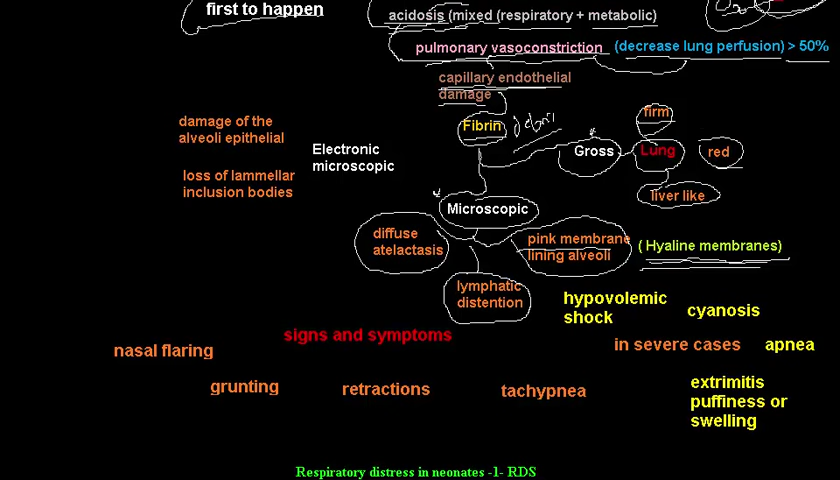 first to happen
acidosis (mixed (respiratory + metabolic)
pulmonary vasoconstriction (decrease lung perfusion) > 50%
capillary endothelial
damage
Fibrin
firm
damage of the
alveoli epithelial
Electronic
microscopic
Gross
Lung
red
loss of lammellar
inclusion bodies
liver like
Microscopic
diffuse
atelactasis
pink membrane
lining alveoli
( Hyaline membranes)
lymphatic
distention
hypovolemic
shock
cyanosis
signs and symptoms
in severe cases
apnea
nasal flaring
grunting
retractions
tachypnea
extrimitis
puffiness or
swelling
Respiratory distress in neonates -1- RDS